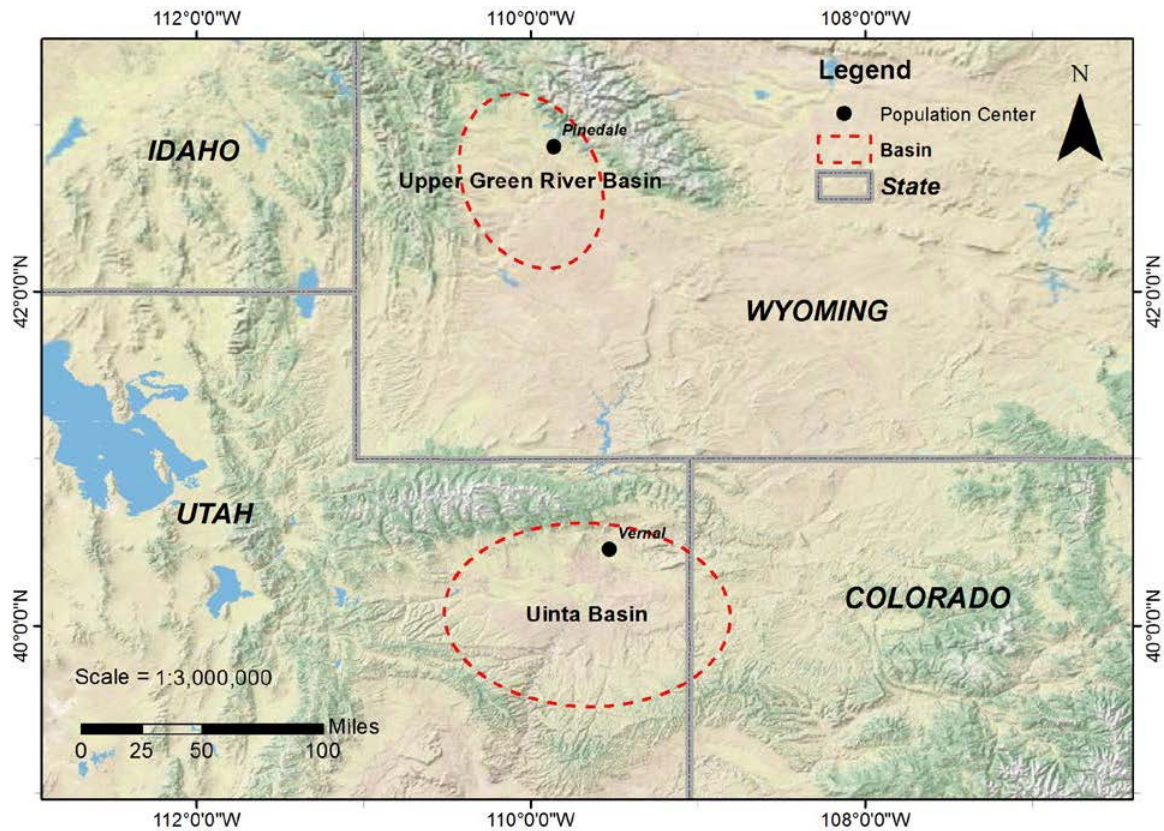 112°0'0"W 110°0'0"W 108°0'0"W
Legend
N
Population Center
Basin
State
IDAHO
Pinedale
Upper Green River Basin
42°0'0"N
42°0'0"N
WYOMING
UTAH
Vernal
Uinta Basin
COLORADO
40°0'0"N
40°0'0"N
Scale = 1:3,000,000
Miles
0 25 50 100
112°0'0"W 110°0'0"W 108°0'0"W